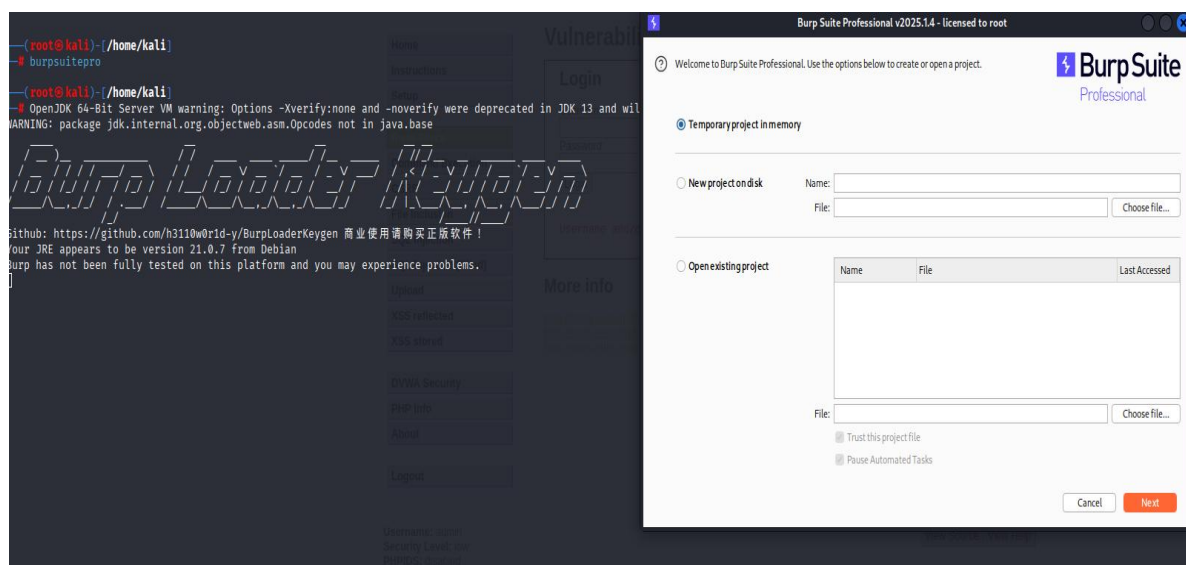 (root㉿kali)-[/home/kali]
# burpsuitepro
(root㉿kali)-[/home/kali]
# OpenJDK 64-Bit Server VM warning: Options -Xverify:none and -noverify were deprecated in JDK 13 and wil
WARNING: package jdk.internal.org.objectweb.asm.Opcodes not in java.base
Burp Loader Keygen
Github: https://github.com/h3110w0r1d-y/BurpLoaderKeygen 商业使用请购买正版软件！
Your JRE appears to be version 21.0.7 from Debian
Burp has not been fully tested on this platform and you may experience problems.
Home
Instructions
Setup
Password
File Inclusion
Upload
XSS reflected
XSS stored
DVWA Security
PHP Info
About
Logout
Username: admin
Security Level:
Login
More info
Burp Suite Professional v2025.1.4 - licensed to root
Welcome to Burp Suite Professional. Use the options below to create or open a project.
Burp Suite
Professional
Temporary project in memory
New project on disk
Name:
File:
Choose file...
Open existing project
Name File Last Accessed
File:
Choose file...
Trust this project file
Pause Automated Tasks
Cancel Next